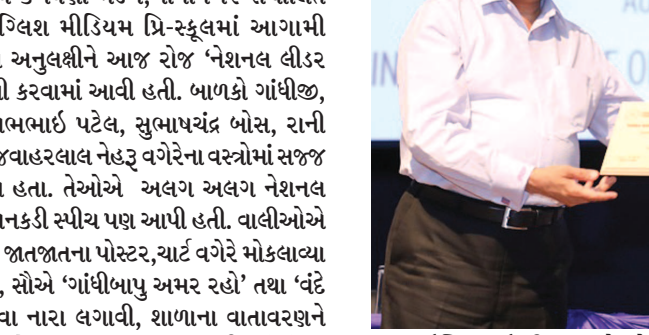 ગ્લિશ મીડિયમ પ્રિ-સ્કૂલમાં આગામી
અનુલક્ષીને આજ રોજ ‘નેશનલ લીડર
ી કરવામાં આવી હતી. બાળકો ગાંધીજી,
ભભાઇ પટેલ, સુભાષચંદ્ર બોસ, રાની
જવાહરલાલ નેહરૂ વગેરેના વસ્ત્રોમાં સજ્જ
હતા. તેઓએ અલગ અલગ નેશનલ
નકડી સ્પીચ પણ આપી હતી. વાલીઓએ
જાતજાતના પોસ્ટર,ચાર્ટ વગેરે મોકલાવ્યા
, સૌએ ‘ગાંધીબાપુ અમર રહો’ તથા ‘વંદે
વા નારા લગાવી, શાળાના વાતાવરણને